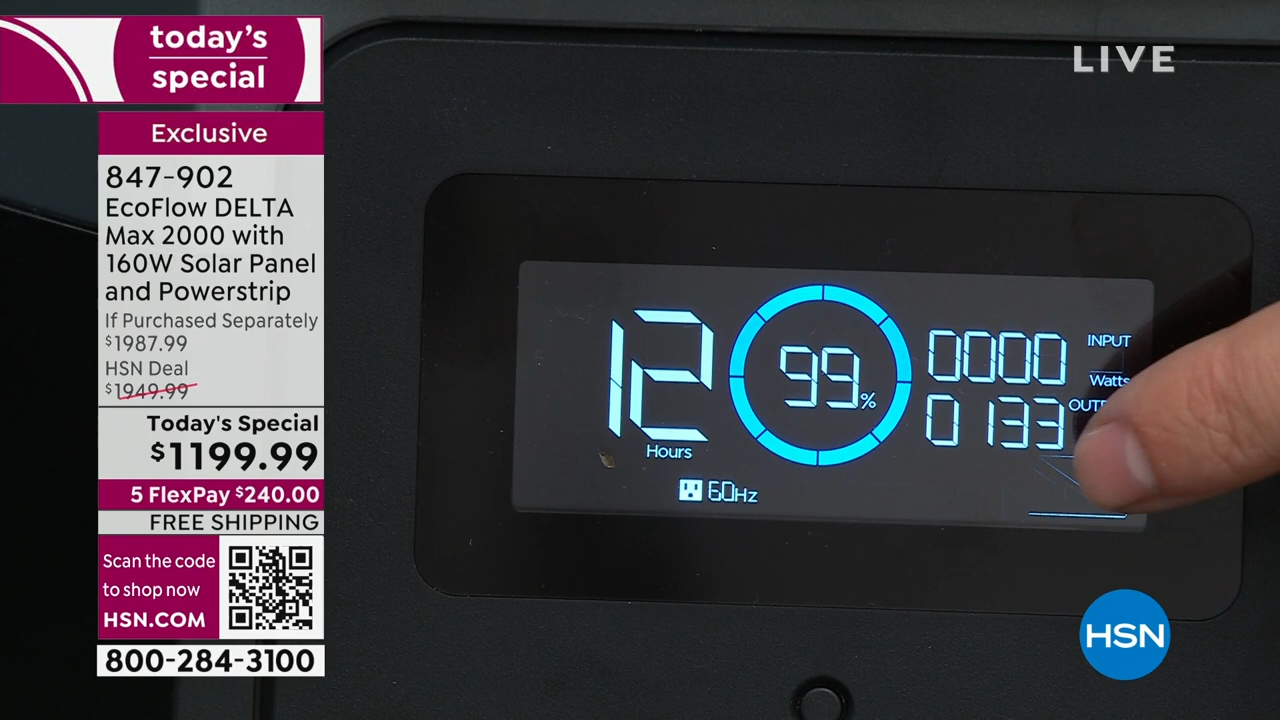 today's
special
LIVE
Exclusive
847-902
EcoFlow DELTA
Max 2000 with
160W Solar Panel
and Powerstrip
If Purchased Separately
$1987.99
HSN Deal
$1949.99
Today's Special
$1199.99
5 FlexPay $240.00
FREE SHIPPING
Scan the code
to shop now
HSN.COM
800-284-3100
12
Hours
99%
0000 INPUT
Watts
0133
60Hz
HSN